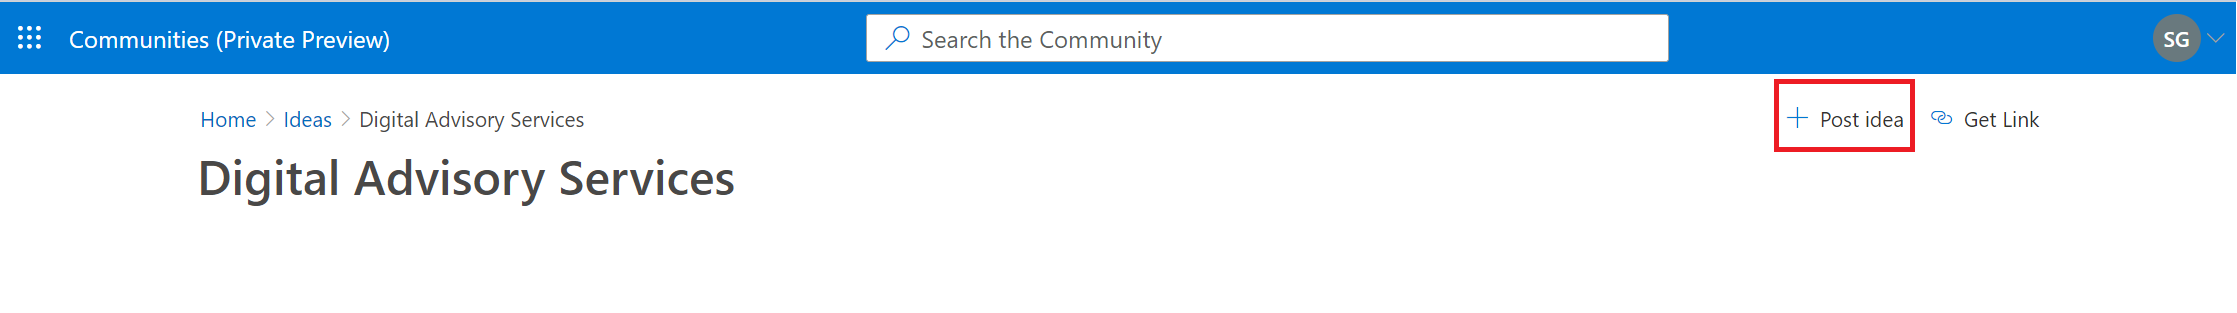 Communities (Private Preview)
Search the Community
SG
Home > Ideas > Digital Advisory Services
+ Post idea
Get Link
Digital Advisory Services